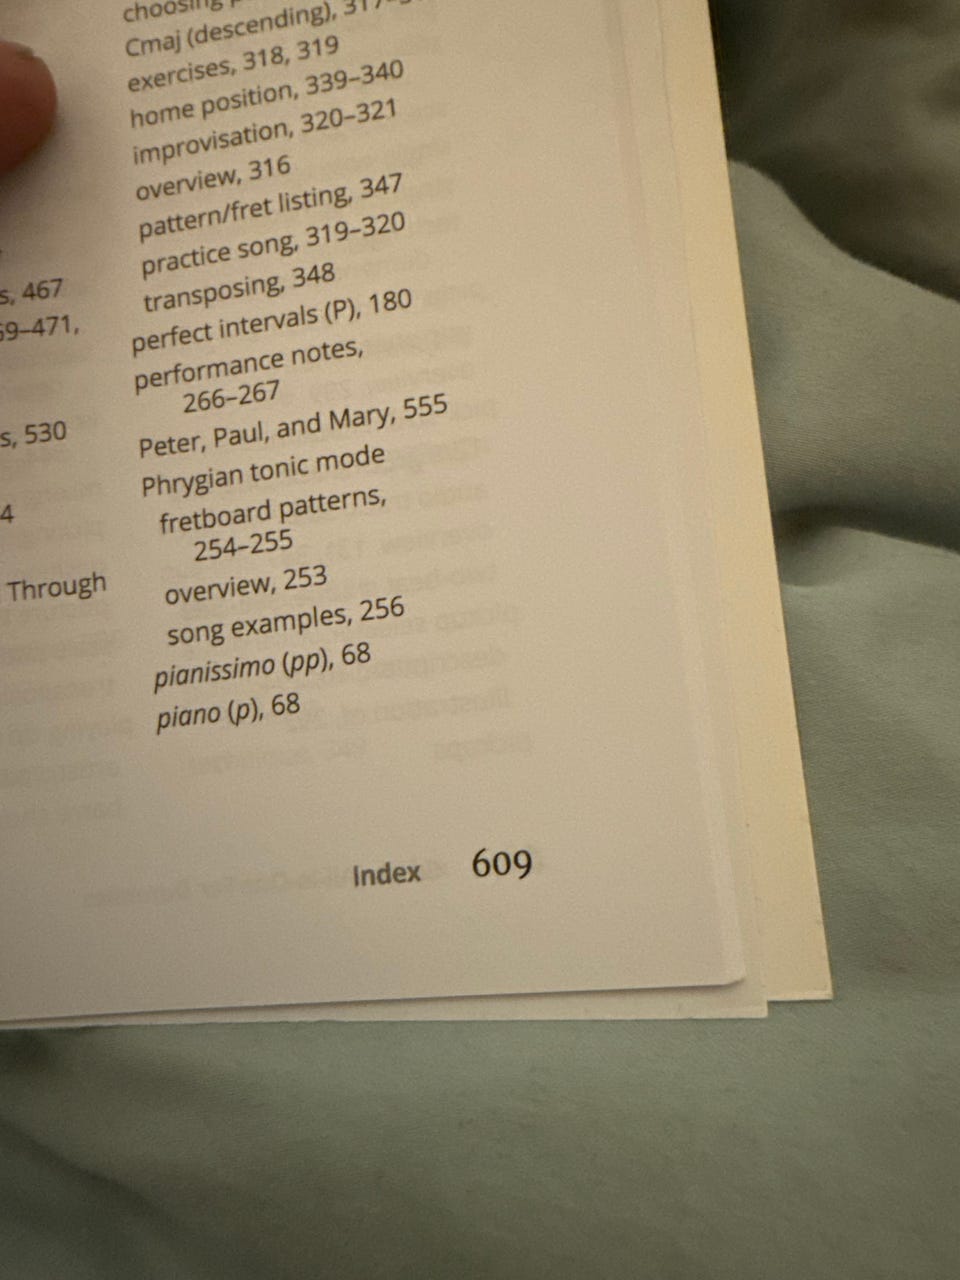 s, 467
69–471,
s, 530
4
Through
choosing
Cmaj (descending),
exercises, 318, 319
home position, 339–340
improvisation, 320–321
overview, 316
pattern/fret listing, 347
practice song, 319–320
transposing, 348
perfect intervals (P), 180
performance notes,
266–267
Peter, Paul, and Mary, 555
Phrygian tonic mode
fretboard patterns,
254–255
overview, 253
song examples, 256
pianissimo (pp), 68
piano (p), 68
Index 609